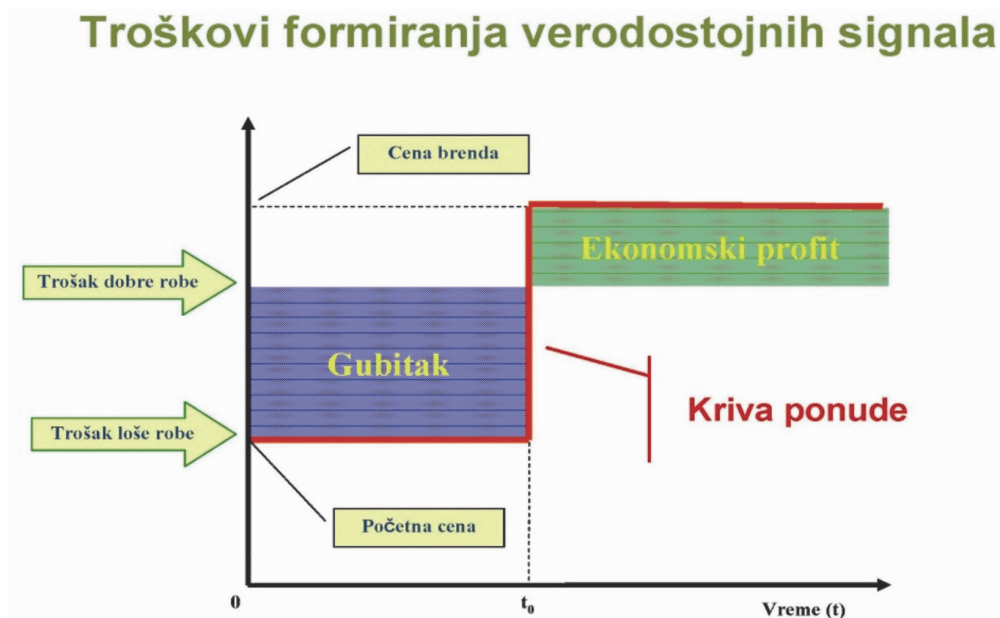 Troškovi formiranja verodostojnih signala
Cena brenda
Ekonomski profit
Trošak dobre robe
Gubitak
Kriva ponude
Trošak loše robe
Početna cena
0
t₀
Vreme (t)